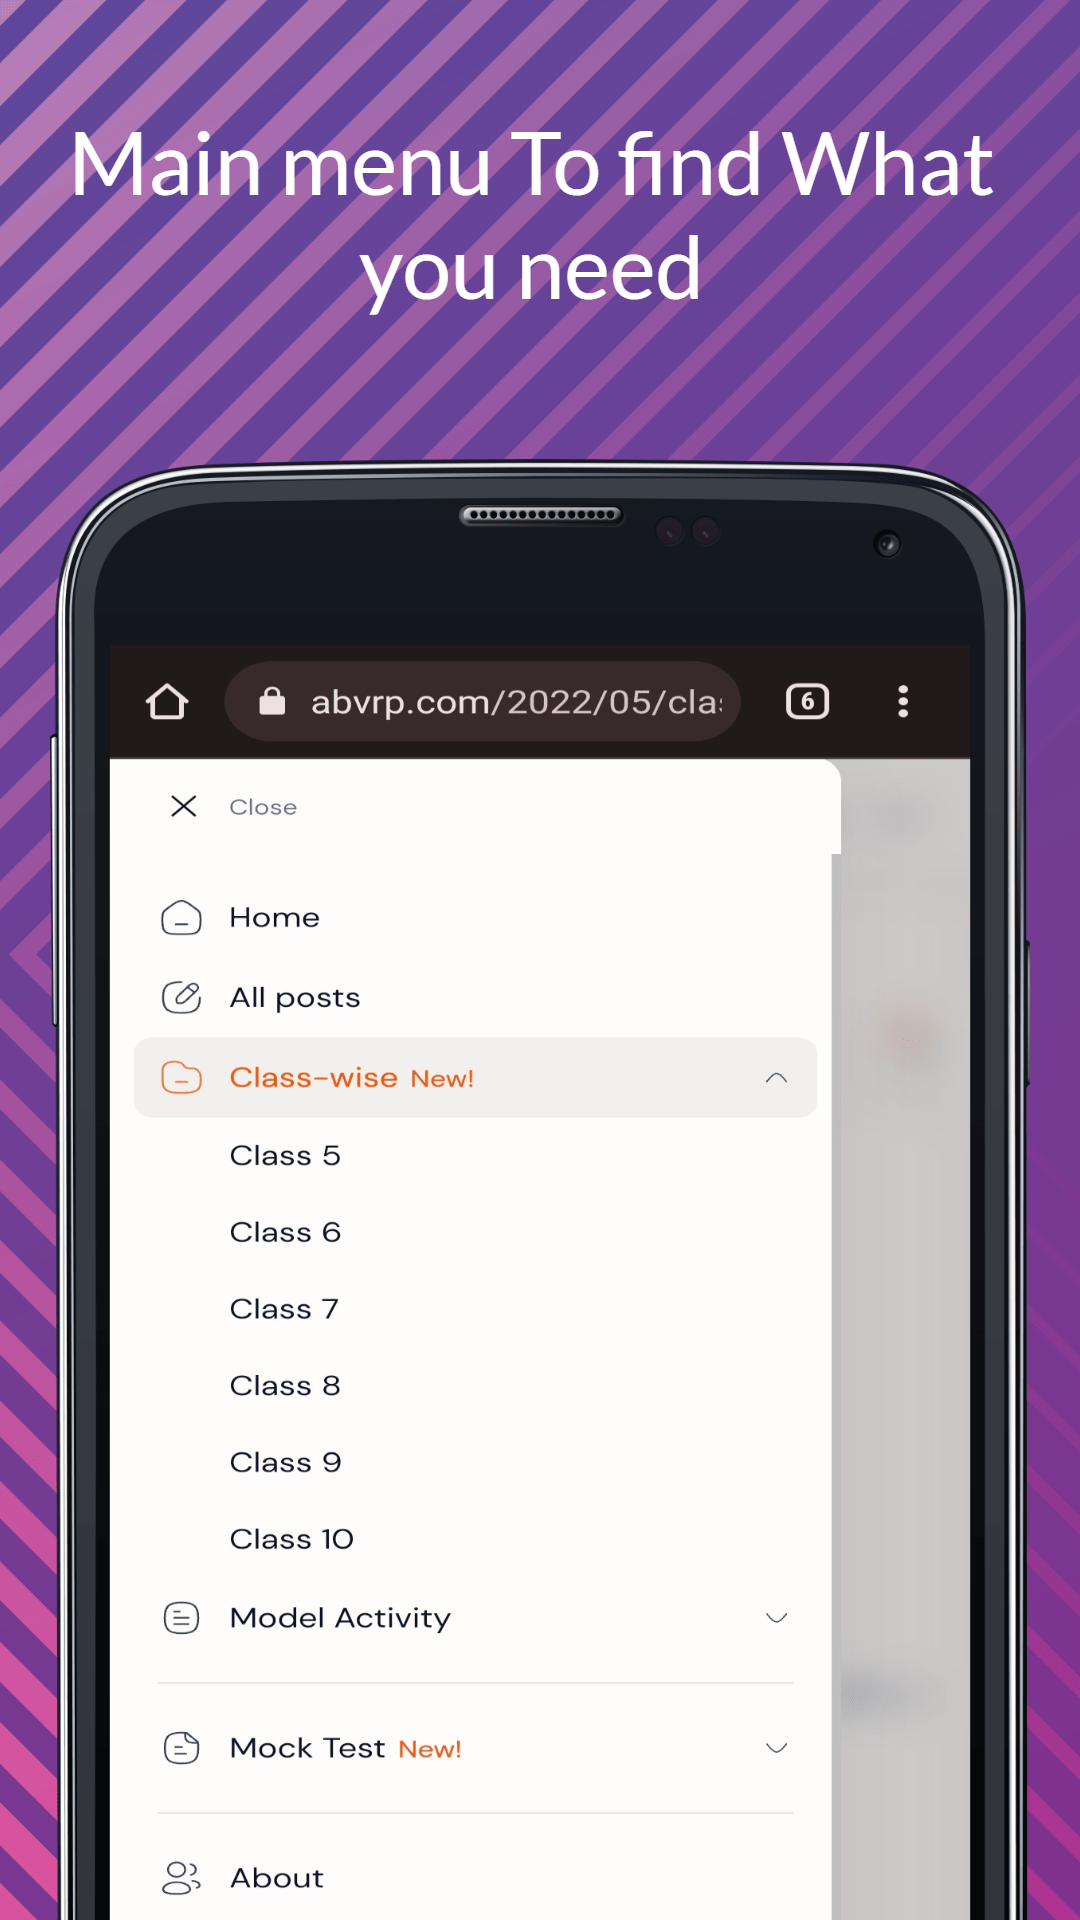 Main menu To find What
you need
abvrp.com/2022/05/clas
6
Close
Home
All posts
Class-wise New!
Class 5
Class 6
Class 7
Class 8
Class 9
Class 10
Model Activity
Mock Test New!
About